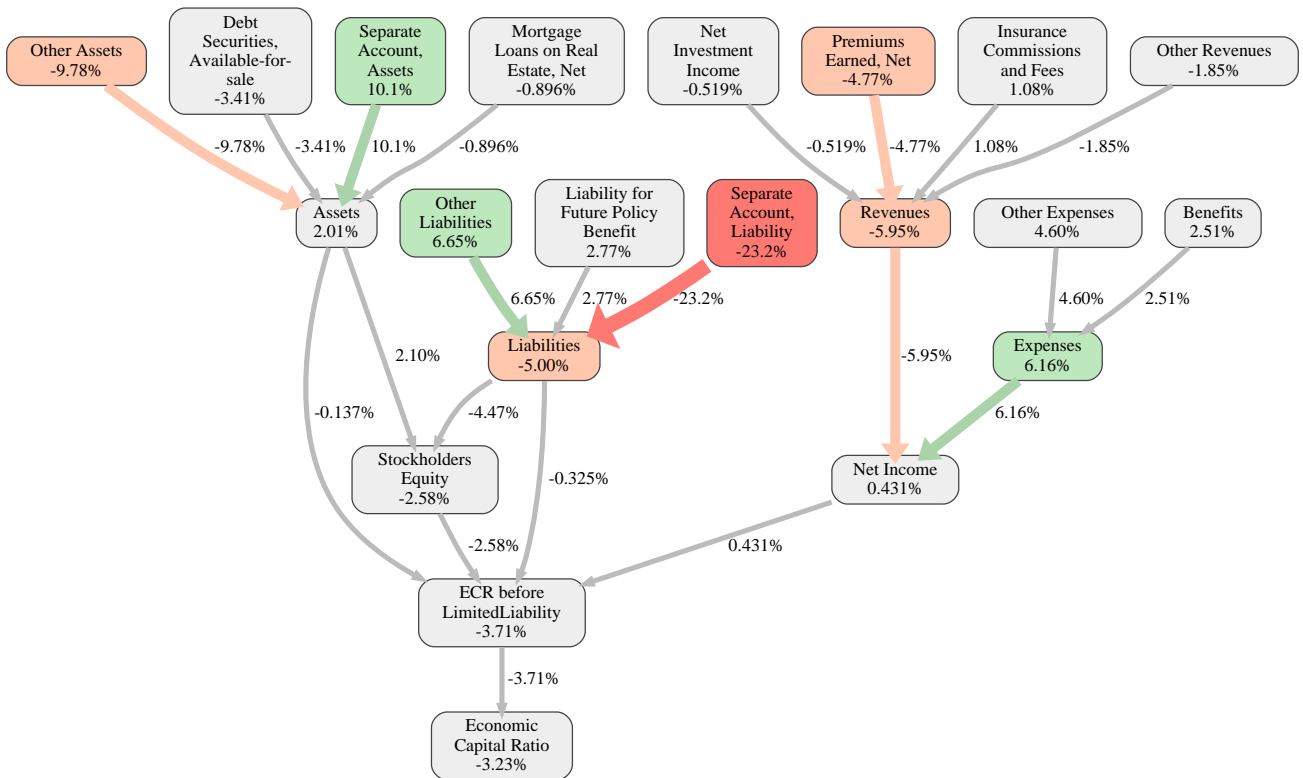 Other Assets
-9.78%
Debt
Securities,
Available-for-
sale
-3.41%
Separate
Account,
Assets
10.1%
Mortgage
Loans on Real
Estate, Net
-0.896%
Net
Investment
Income
-0.519%
Premiums
Earned, Net
-4.77%
Insurance
Commissions
and Fees
1.08%
Other Revenues
-1.85%
-9.78%
-3.41%
10.1%
-0.896%
-0.519%
-4.77%
1.08%
-1.85%
Assets
2.01%
Other
Liabilities
6.65%
Liability for
Future Policy
Benefit
2.77%
Separate
Account,
Liability
-23.2%
Revenues
-5.95%
Other Expenses
4.60%
Benefits
2.51%
6.65%
2.77%
-23.2%
4.60%
2.51%
Liabilities
-5.00%
Expenses
6.16%
2.10%
-5.95%
-0.137%
-4.47%
6.16%
Stockholders
Equity
-2.58%
-0.325%
Net Income
0.431%
-2.58%
0.431%
ECR before
LimitedLiability
-3.71%
-3.71%
Economic
Capital Ratio
-3.23%